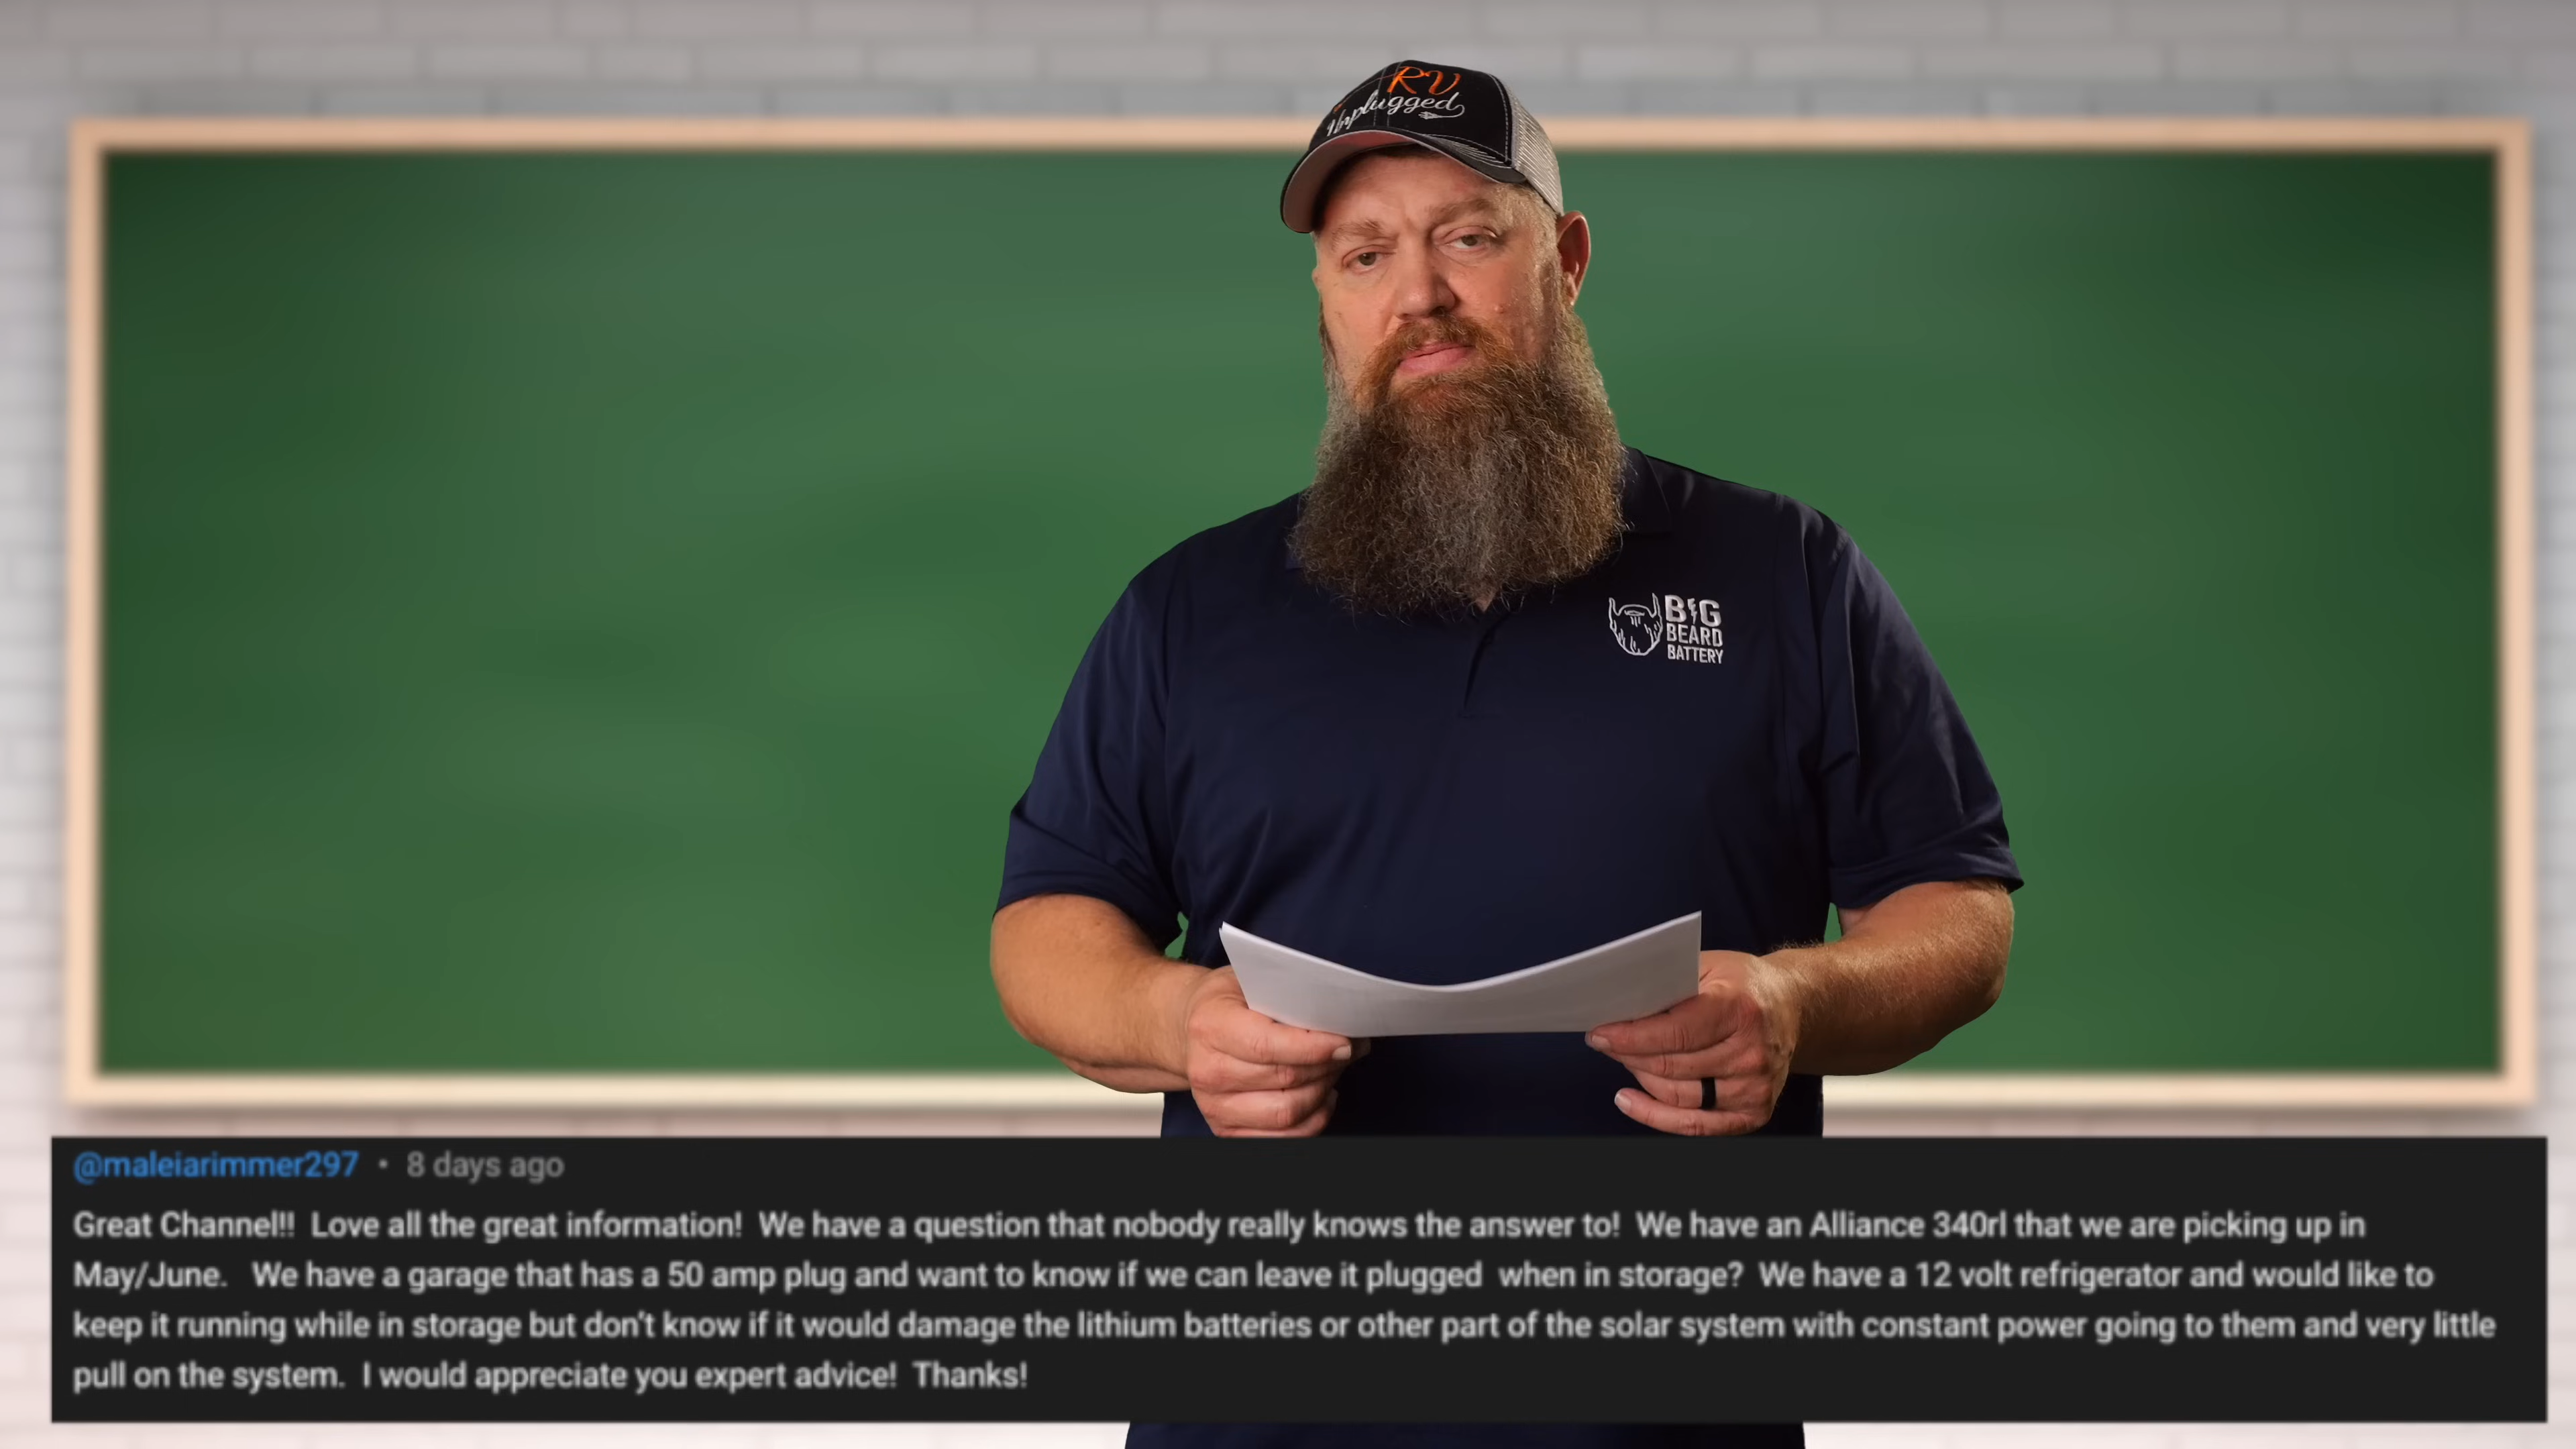 RV
Unplugged
BIG
BEARD
BATTERY
@maleiarimmer297 • 8 days ago
Great Channel!! Love all the great information! We have a question that nobody really knows the answer to! We have an Alliance 340rl that we are picking up in
May/June. We have a garage that has a 50 amp plug and want to know if we can leave it plugged when in storage? We have a 12 volt refrigerator and would like to
keep it running while in storage but don't know if it would damage the lithium batteries or other part of the solar system with constant power going to them and very little
pull on the system. I would appreciate you expert advice! Thanks!